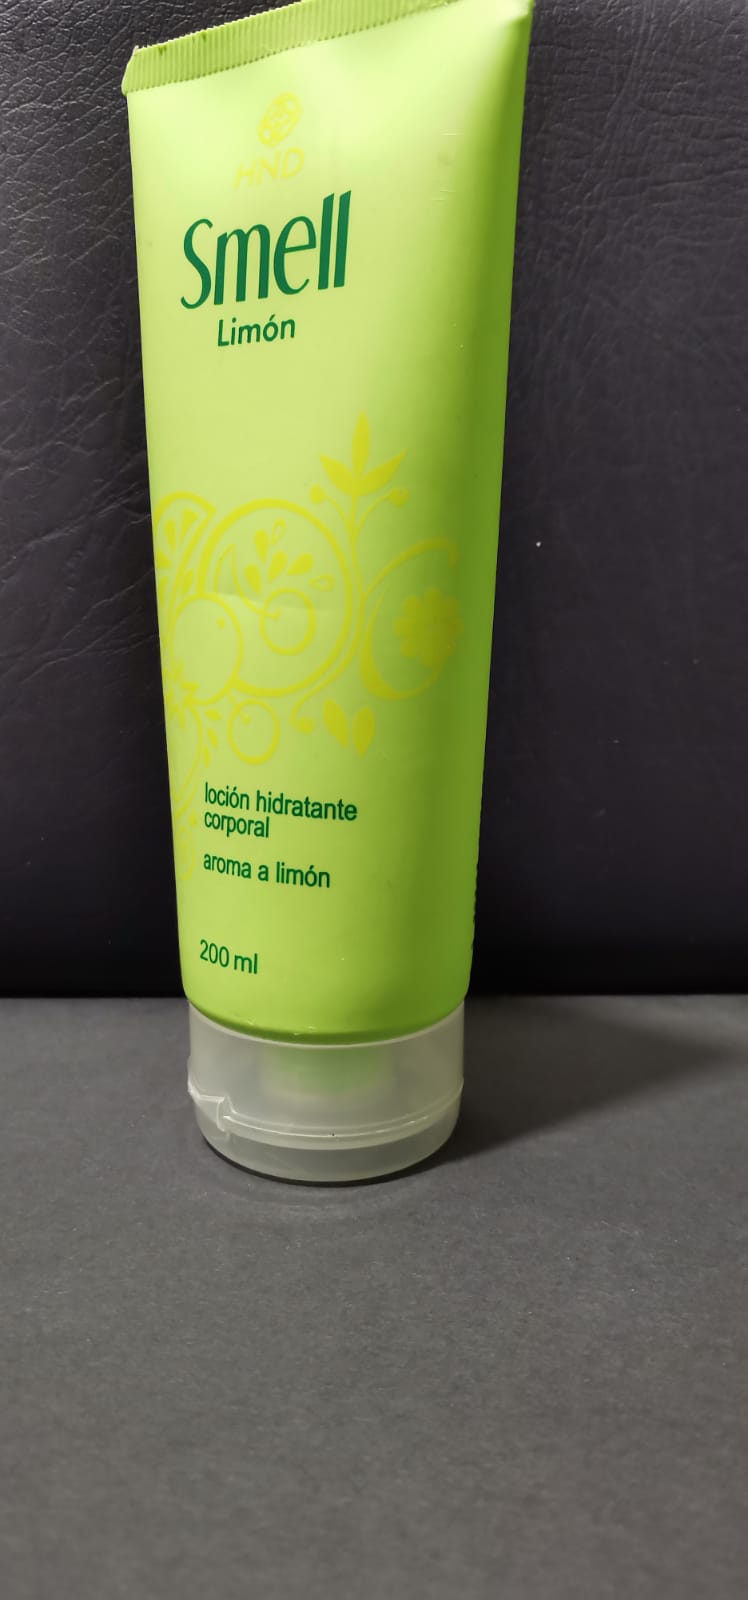 HND
Smell
Limón
loción hidratante
corporal
aroma a limón
200 ml